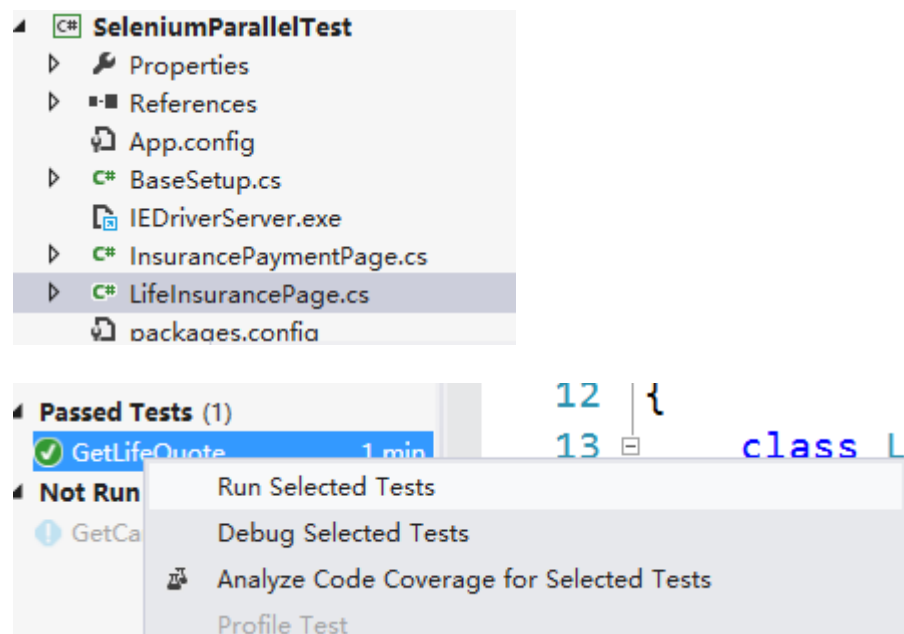 C# SeleniumParallelTest
Properties
References
App.config
C# BaseSetup.cs
IEDriverServer.exe
C# InsurancePaymentPage.cs
C# LifeInsurancePage.cs
packages.config
Passed Tests (1)
GetLifeQuote 1 min
Not Run
GetCa
Run Selected Tests
Debug Selected Tests
Analyze Code Coverage for Selected Tests
Profile Test
12 {
13 class L